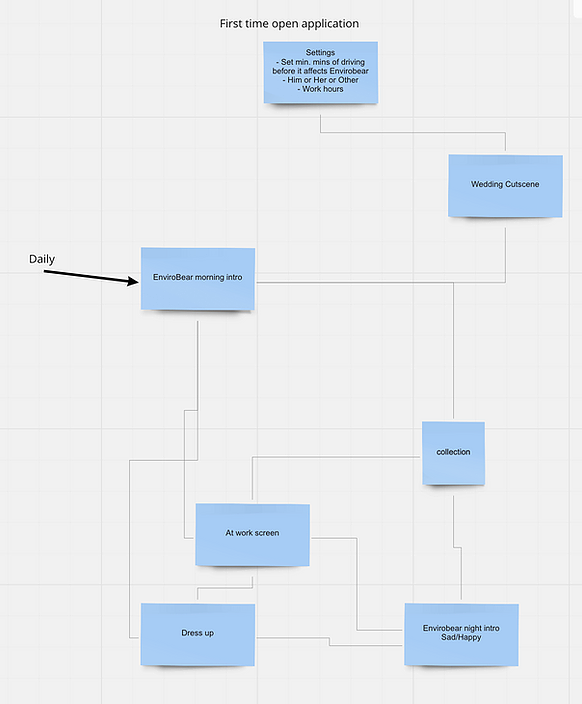 First time open application
Settings
- Set min. mins of driving
before it affects Envirobear
- Him or Her or Other
- Work hours
Wedding Cutscene
Daily
EnviroBear morning intro
collection
At work screen
Dress up
Envirobear night intro
Sad/Happy